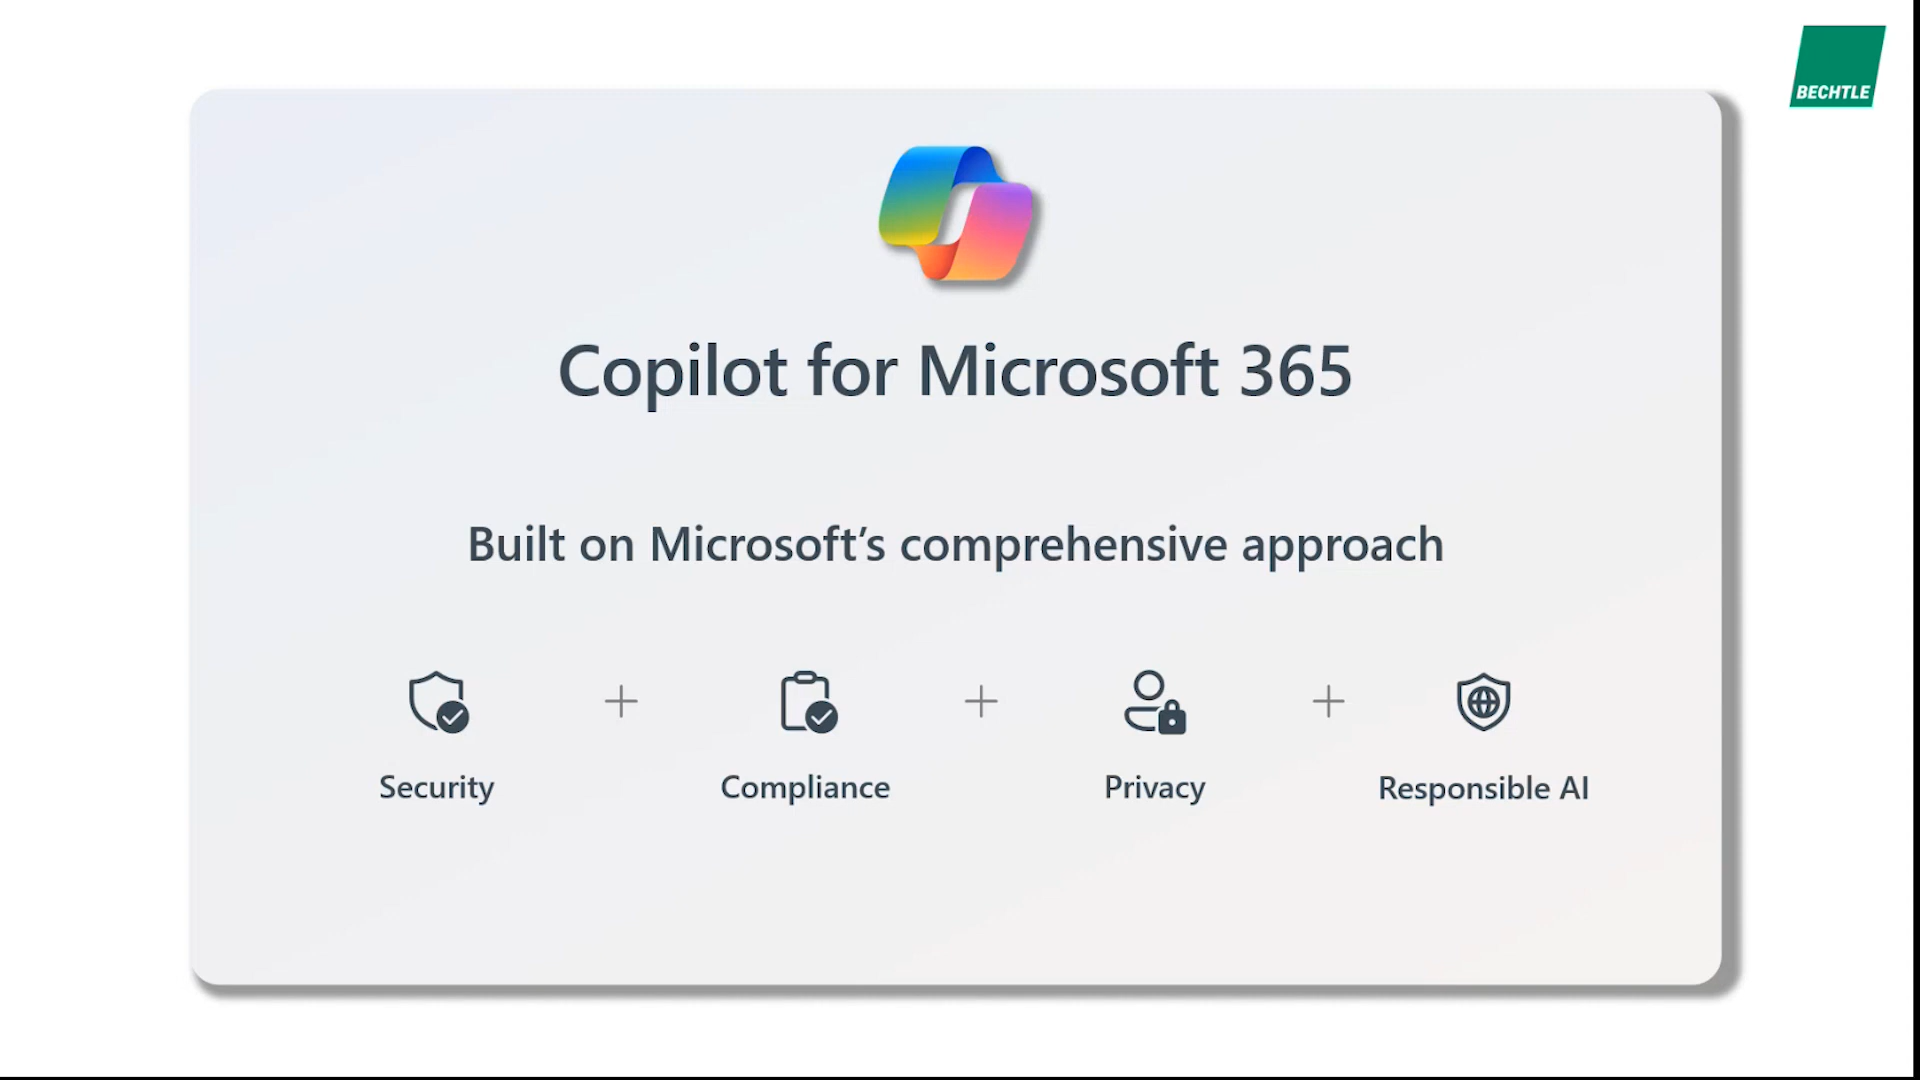 BECHTLE
Copilot for Microsoft 365
Built on Microsoft’s comprehensive approach
Security + Compliance + Privacy + Responsible AI